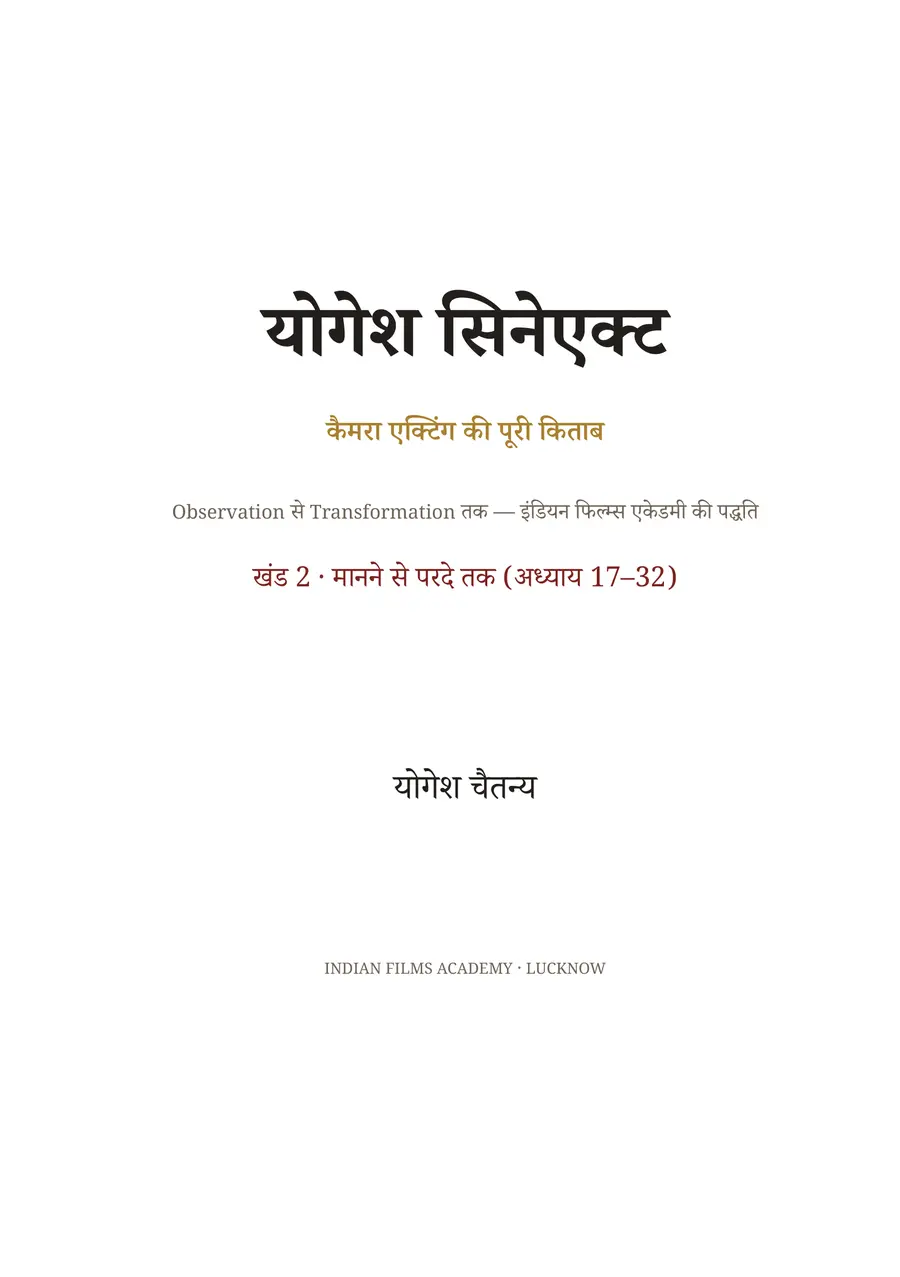 योगेश सिनेएक्ट
कैमरा एक्टिंग की पूरी किताब
Observation से Transformation तक — इंडियन फिल्म्स एकेडमी की पद्धति
खंड 2 · मानने से परदे तक (अध्याय 17–32)
योगेश चैतन्य
INDIAN FILMS ACADEMY · LUCKNOW